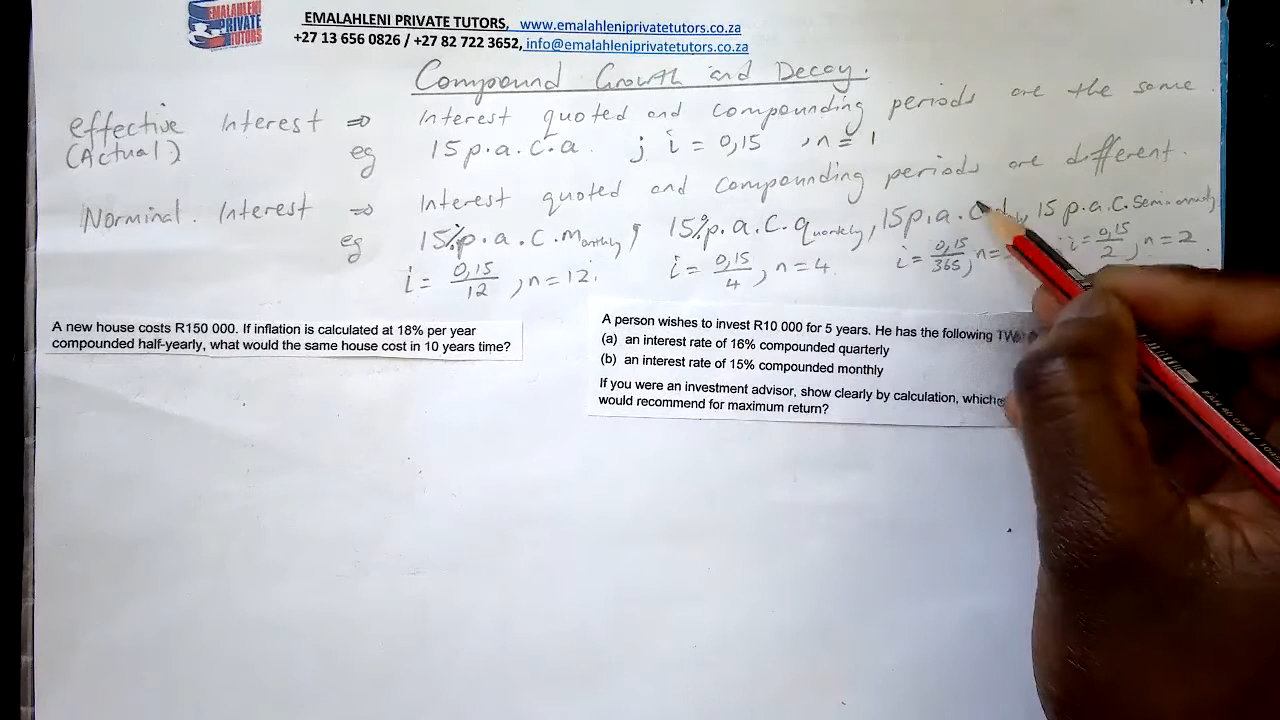 EMALAHLENI
PRIVATE
TUTORS
EMALAHLENI PRIVATE TUTORS, www.emalahleniprivatetutors.co.za
+27 13 656 0826 / +27 82 722 3652, info@emalahleniprivatetutors.co.za
Compound Growth and Decay.
Effective Interest ⇒ Interest quoted and compounding periods are the same.
(Actual) eg 15 p.a.c.a. ; i = 0,15 , n = 1
Norminal. Interest ⇒ Interest quoted and compounding periods are different.
eg 15% p.a.c. Monthly, 15% p.a.c. Quarterly, 15 p.a. 15 p.a.c. Semi-annually
i = 0,15/12 , n = 12. i = 0,15/4 , n = 4. i = 0,15/365 , n = i = 0,15/2 , n = 2.
A new house costs R150 000. If inflation is calculated at 18% per year
compounded half-yearly, what would the same house cost in 10 years time?
A person wishes to invest R10 000 for 5 years. He has the following
(a) an interest rate of 16% compounded quarterly
(b) an interest rate of 15% compounded monthly
If you were an investment advisor, show clearly by calculation, which
would recommend for maximum return?